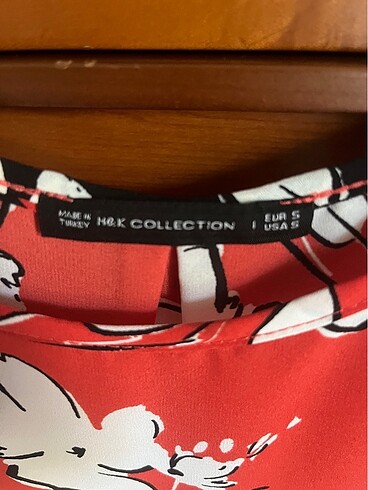 MADE IN
TURKEY
H&K COLLECTION
EUR S
USA S